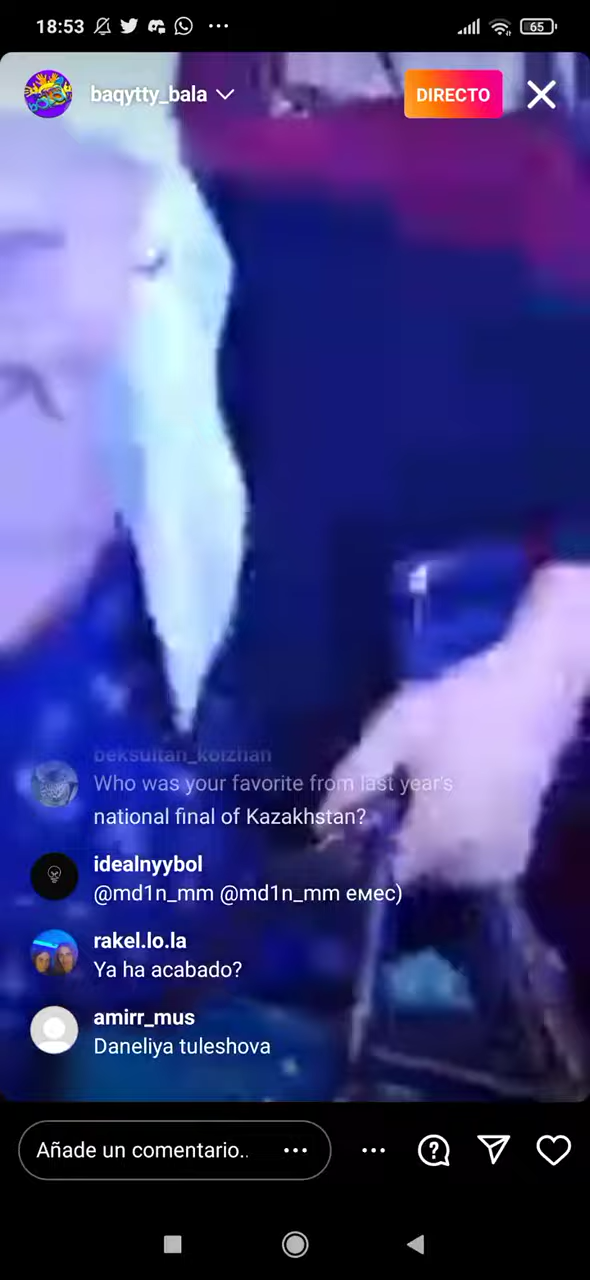 18:53
65
baqytty_bala
DIRECTO
beksultan_koizhan
Who was your favorite from last year's
national final of Kazakhstan?
idealnyybol
@md1n_mm @md1n_mm емес)
rakel.lo.la
Ya ha acabado?
amirr_mus
Daneliya tuleshova
Añade un comentario..